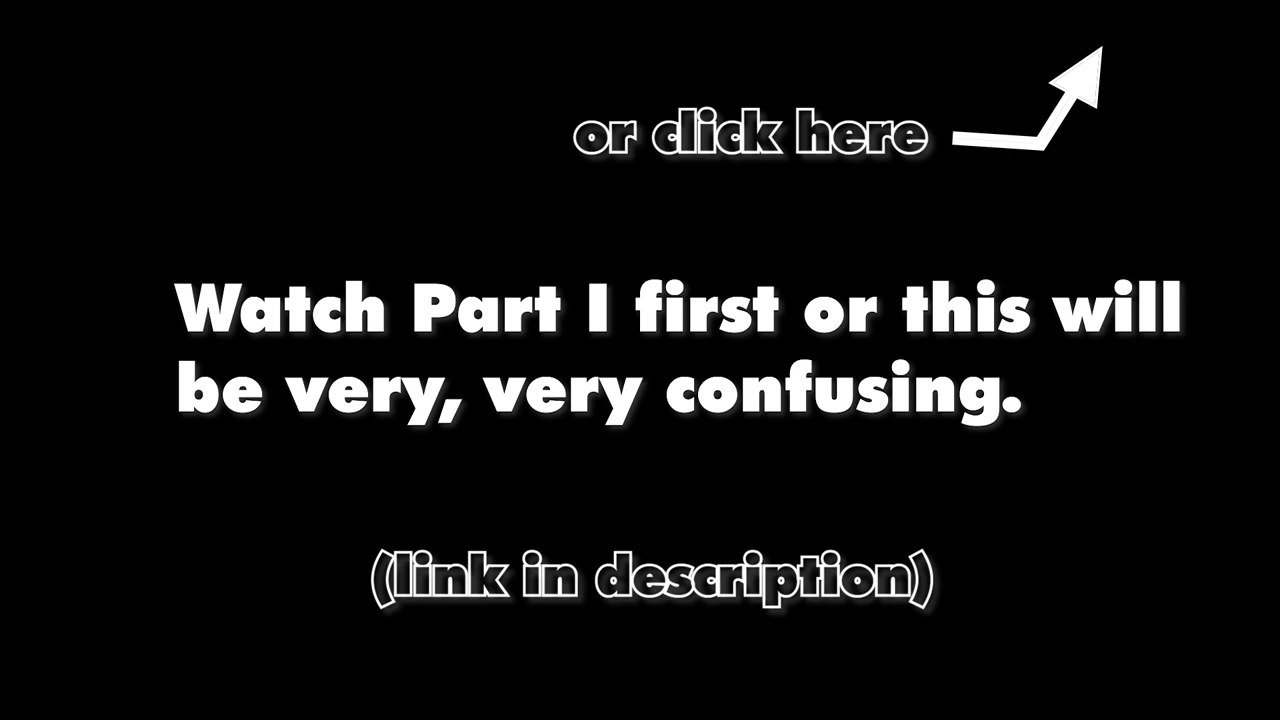 or click here
Watch Part I first or this will
be very, very confusing.
(link in description)